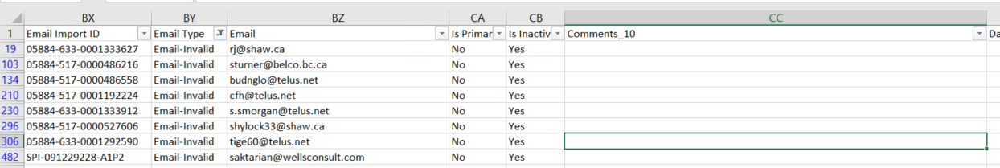 BX BY BZ CA CB CC
1 Email Import ID Email Type Email Is Primar Is Inactiv Comments_10 Da
19 05884-633-0001333627 Email-Invalid rj@shaw.ca No Yes
103 05884-517-0000486216 Email-Invalid sturner@belco.bc.ca No Yes
134 05884-517-0000486558 Email-Invalid budnglo@telus.net No Yes
210 05884-517-0001192224 Email-Invalid cfh@telus.net No Yes
230 05884-633-0001333912 Email-Invalid s.smorgan@telus.net No Yes
296 05884-517-0000527606 Email-Invalid shylock33@shaw.ca No Yes
306 05884-633-0001292590 Email-Invalid tige60@telus.net No Yes
482 SPI-091229228-A1P2 Email-Invalid saktarian@wellsconsult.com No Yes